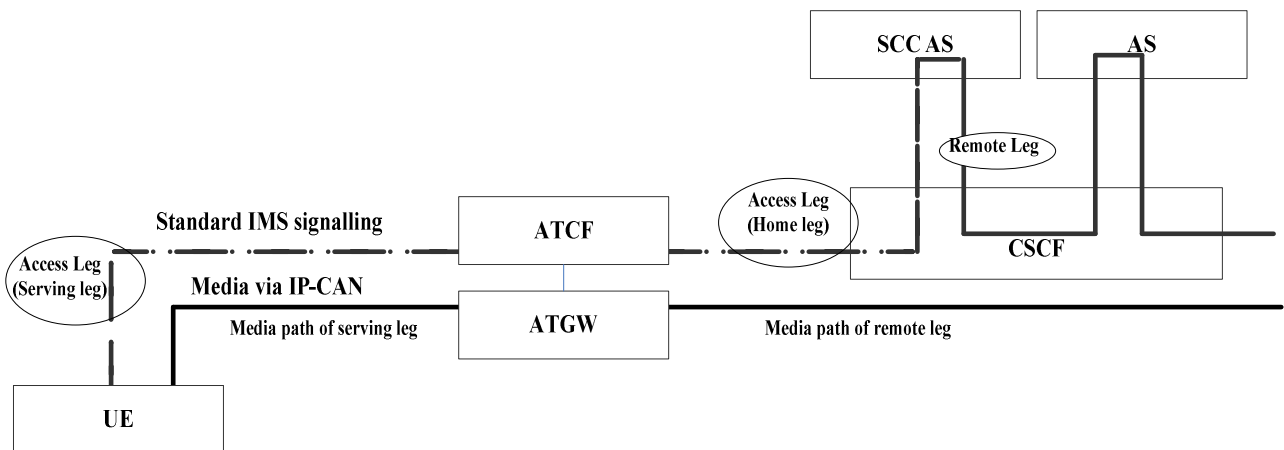 SCC AS
AS
Remote Leg
Access Leg
(Home leg)
Standard IMS signalling
ATCF
CSCF
Access Leg
(Serving leg)
Media via IP-CAN
Media path of serving leg
ATGW
Media path of remote leg
UE